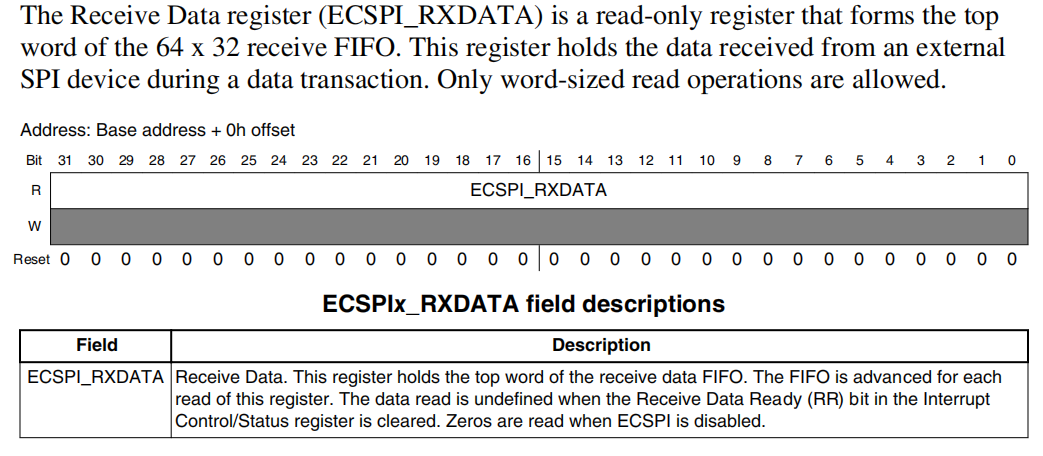 The Receive Data register (ECSPI_RXDATA) is a read-only register that forms the top
word of the 64 x 32 receive FIFO. This register holds the data received from an external
SPI device during a data transaction. Only word-sized read operations are allowed.
Address: Base address + 0h offset
Bit 31 30 29 28 27 26 25 24 23 22 21 20 19 18 17 16 15 14 13 12 11 10 9 8 7 6 5 4 3 2 1 0
R ECSPI_RXDATA
W
Reset 0 0 0 0 0 0 0 0 0 0 0 0 0 0 0 0 0 0 0 0 0 0 0 0 0 0 0 0 0 0 0 0
ECSPIx_RXDATA field descriptions
Field Description
ECSPI_RXDATA Receive Data. This register holds the top word of the receive data FIFO. The FIFO is advanced for each
read of this register. The data read is undefined when the Receive Data Ready (RR) bit in the Interrupt
Control/Status register is cleared. Zeros are read when ECSPI is disabled.